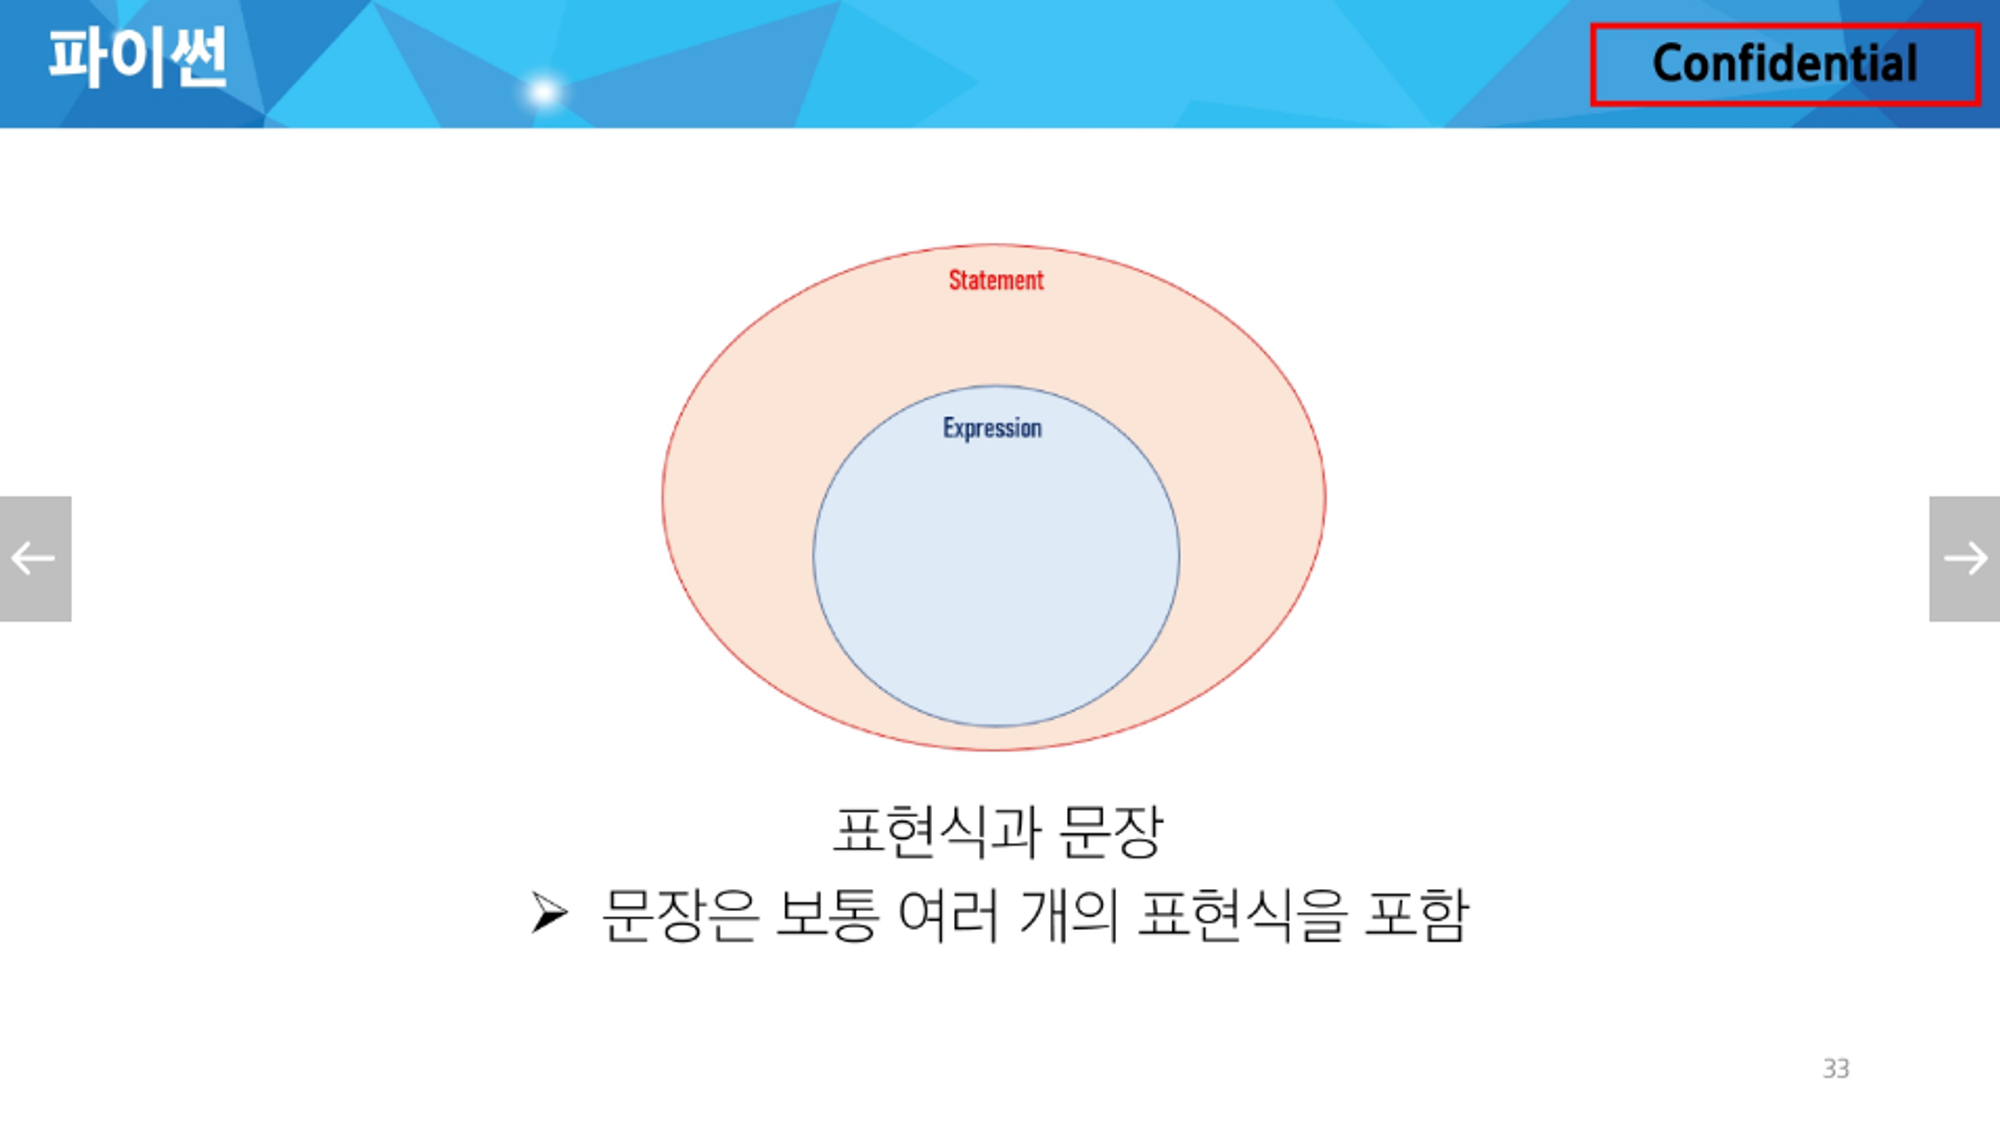 파이썬
Confidential
Statement
Expression
표현식과 문장
➢ 문장은 보통 여러 개의 표현식을 포함
33